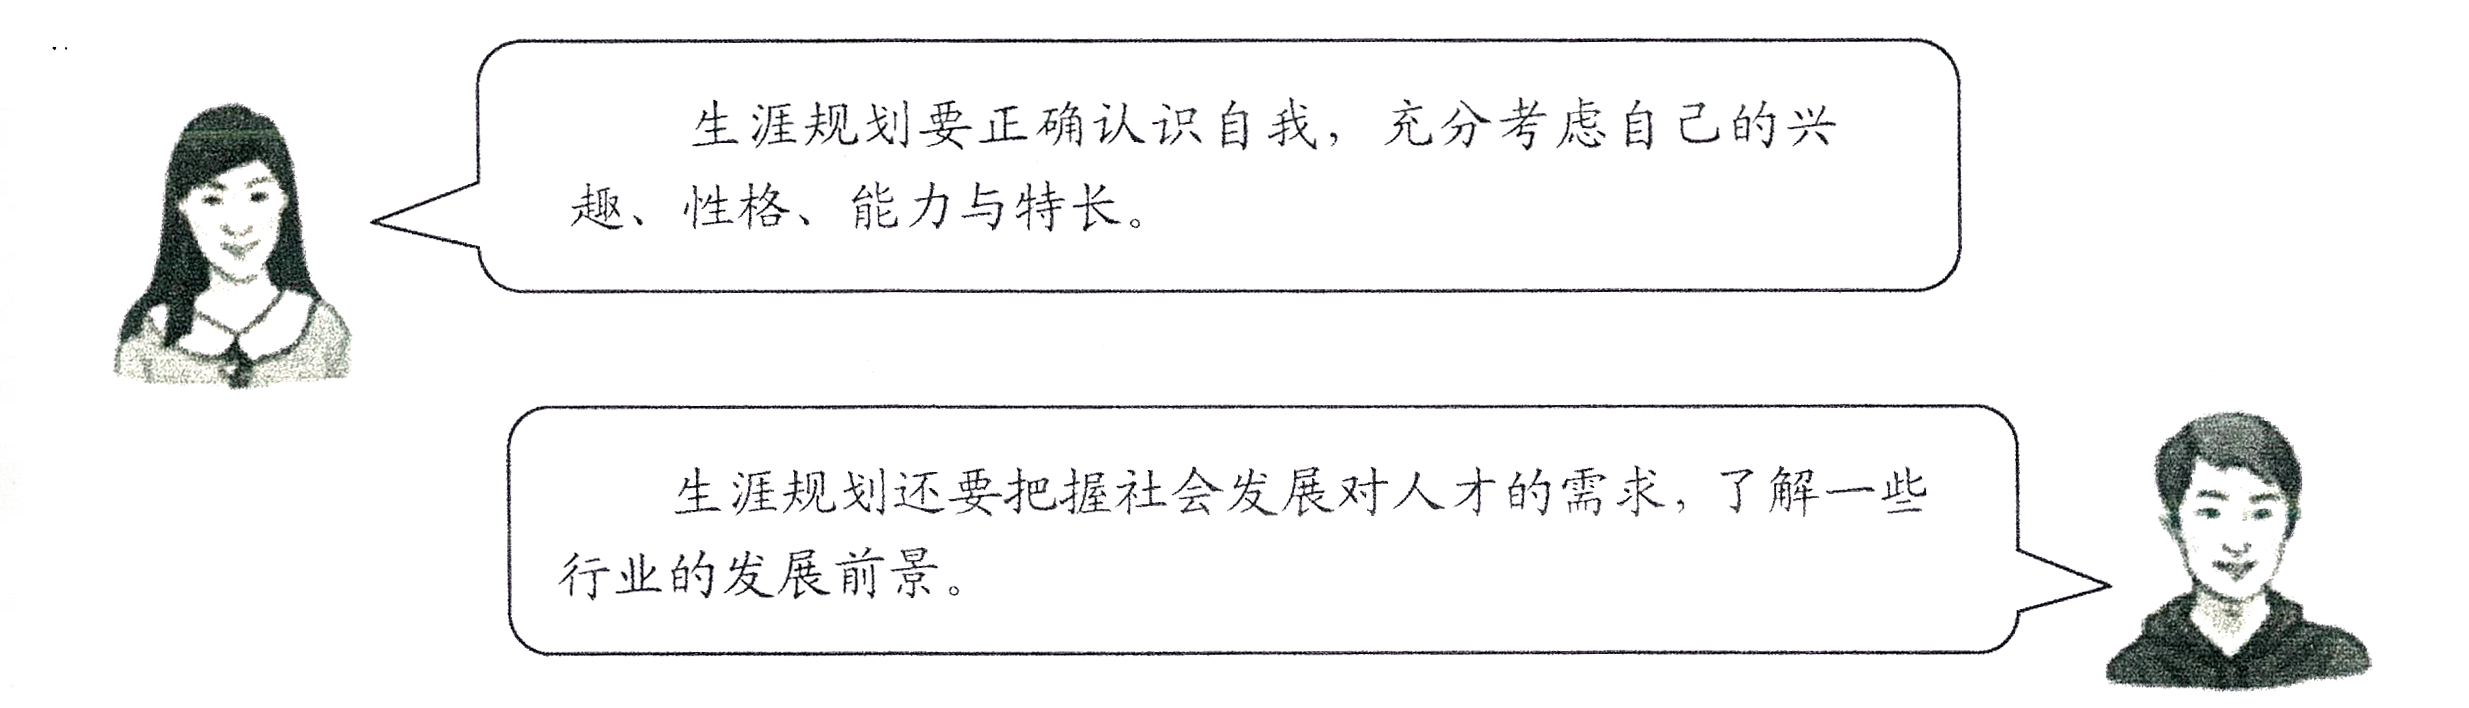 生涯规划要正确认识自我，充分考虑自己的兴
趣、性格、能力与特长。
生涯规划还要把握社会发展对人才的需求，了解一些
行业的发展前景。